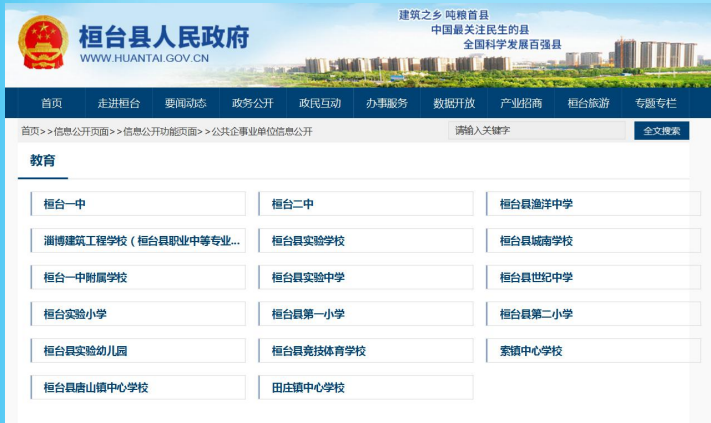 建筑之乡 吨粮首县
中国最关注民生的县
全国科学发展百强县
桓台县人民政府
WWW.HUANTAI.GOV.CN
首页 走进桓台 要闻动态 政务公开 政民互动 办事服务 数据开放 产业招商 桓台旅游 专题专栏
首页>>信息公开页面>>信息公开功能页面>>公共企事业单位信息公开 请输入关键字 全文搜索
教育
桓台一中 桓台二中 桓台县渔洋中学
淄博建筑工程学校（桓台县职业中等专业... 桓台县实验学校 桓台县城南学校
桓台一中附属学校 桓台县实验中学 桓台县世纪中学
桓台实验小学 桓台县第一小学 桓台县第二小学
桓台县实验幼儿园 桓台县竞技体育学校 索镇中心学校
桓台县唐山镇中心学校 田庄镇中心学校